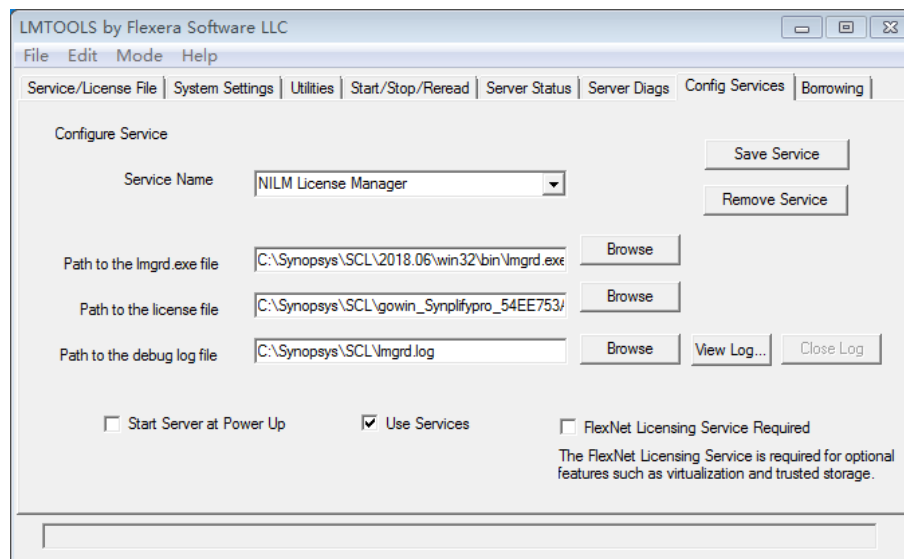 LMTOOLS by Flexera Software LLC
File Edit Mode Help
Service/License File System Settings Utilities Start/Stop/Reread Server Status Server Diags Config Services Borrowing
Configure Service
Save Service
Service Name NILM License Manager
Remove Service
Path to the lmgrd.exe file C:\Synopsys\SCL\2018.06\win32\bin\lmgrd.exe Browse
Path to the license file C:\Synopsys\SCL\gowin_Synplifypro_54EE753A Browse
Path to the debug log file C:\Synopsys\SCL\lmgrd.log Browse View Log... Close Log
Start Server at Power Up Use Services FlexNet Licensing Service Required
The FlexNet Licensing Service is required for optional
features such as virtualization and trusted storage.